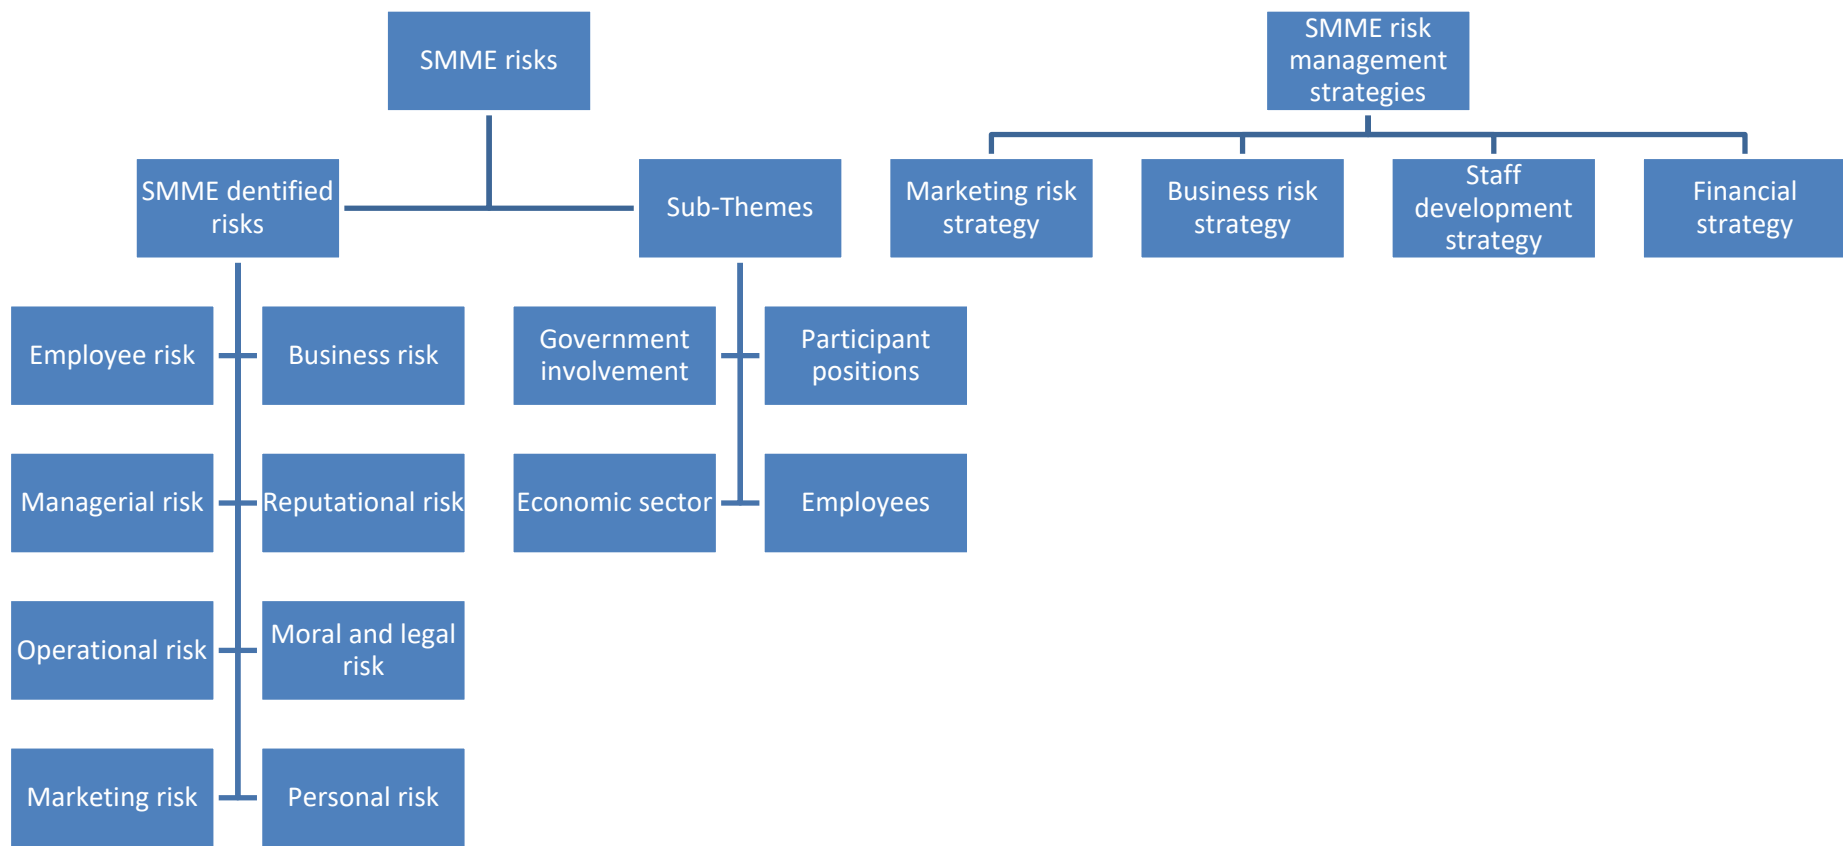 SMME risks
SMME risk
management
strategies
SMME dentified
risks
Sub-Themes
Marketing risk
strategy
Business risk
strategy
Staff
development
strategy
Financial
strategy
Employee risk
Business risk
Government
involvement
Participant
positions
Managerial risk
Reputational risk
Economic sector
Employees
Operational risk
Moral and legal
risk
Marketing risk
Personal risk